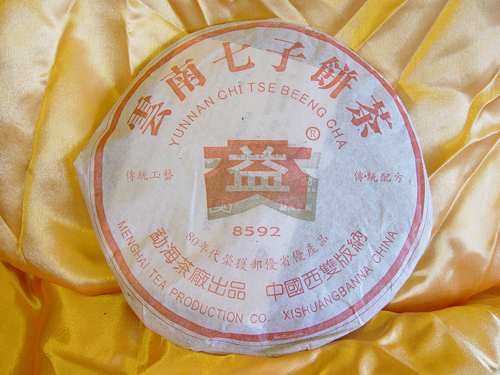 雲南七子餅茶
YUNNAN CHI TSE BEENG CHA
®
益
傳統工藝
傳統配方
8592
80年代榮獲部優省優產品
勐海茶廠出品 中國西雙版納
MENGHAI TEA PRODUCTION CO. XISHUANGBANNA CHINA